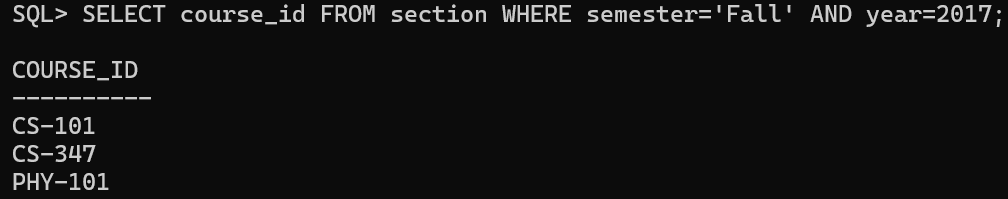 SQL> SELECT course_id FROM section WHERE semester='Fall' AND year=2017;
COURSE_ID
----------
CS-101
CS-347
PHY-101